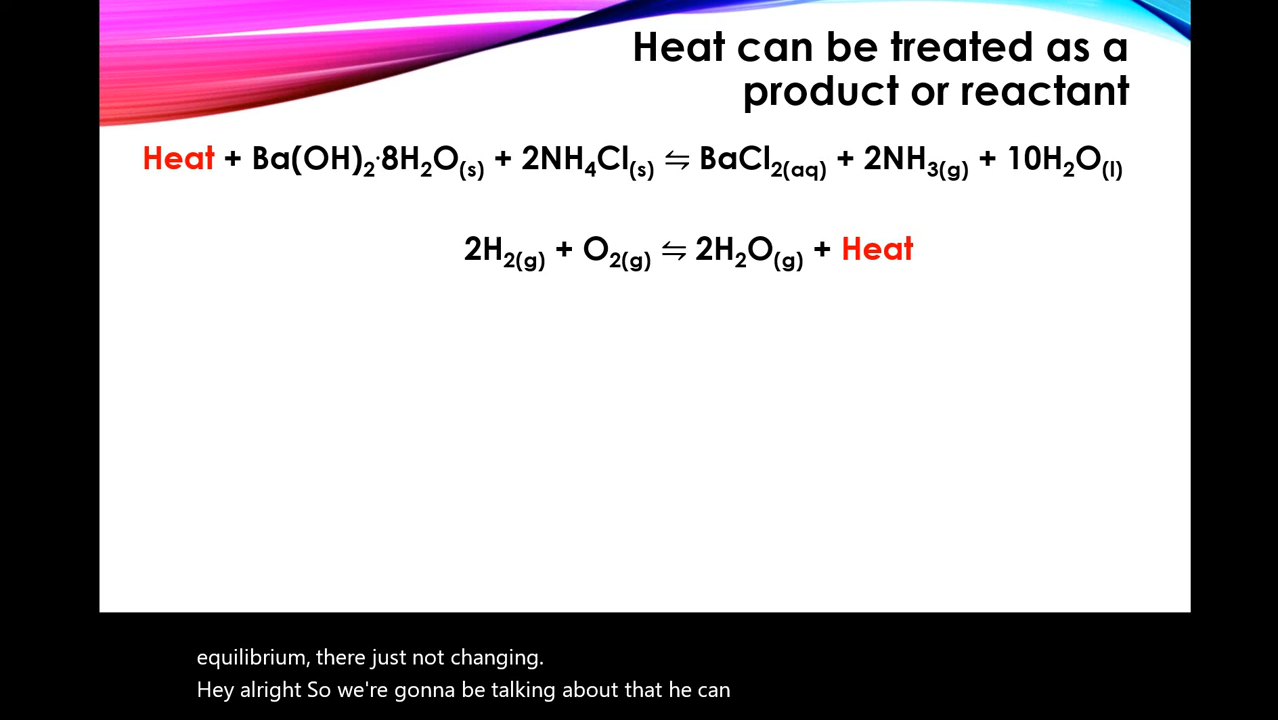 Heat can be treated as a
product or reactant
Heat + Ba(OH)₂·8H₂O₍s₎ + 2NH₄Cl₍s₎ ⇋ BaCl₂₍aq₎ + 2NH₃₍g₎ + 10H₂O₍l₎
2H₂₍g₎ + O₂₍g₎ ⇋ 2H₂O₍g₎ + Heat
equilibrium, there just not changing.
Hey alright So we're gonna be talking about that he can